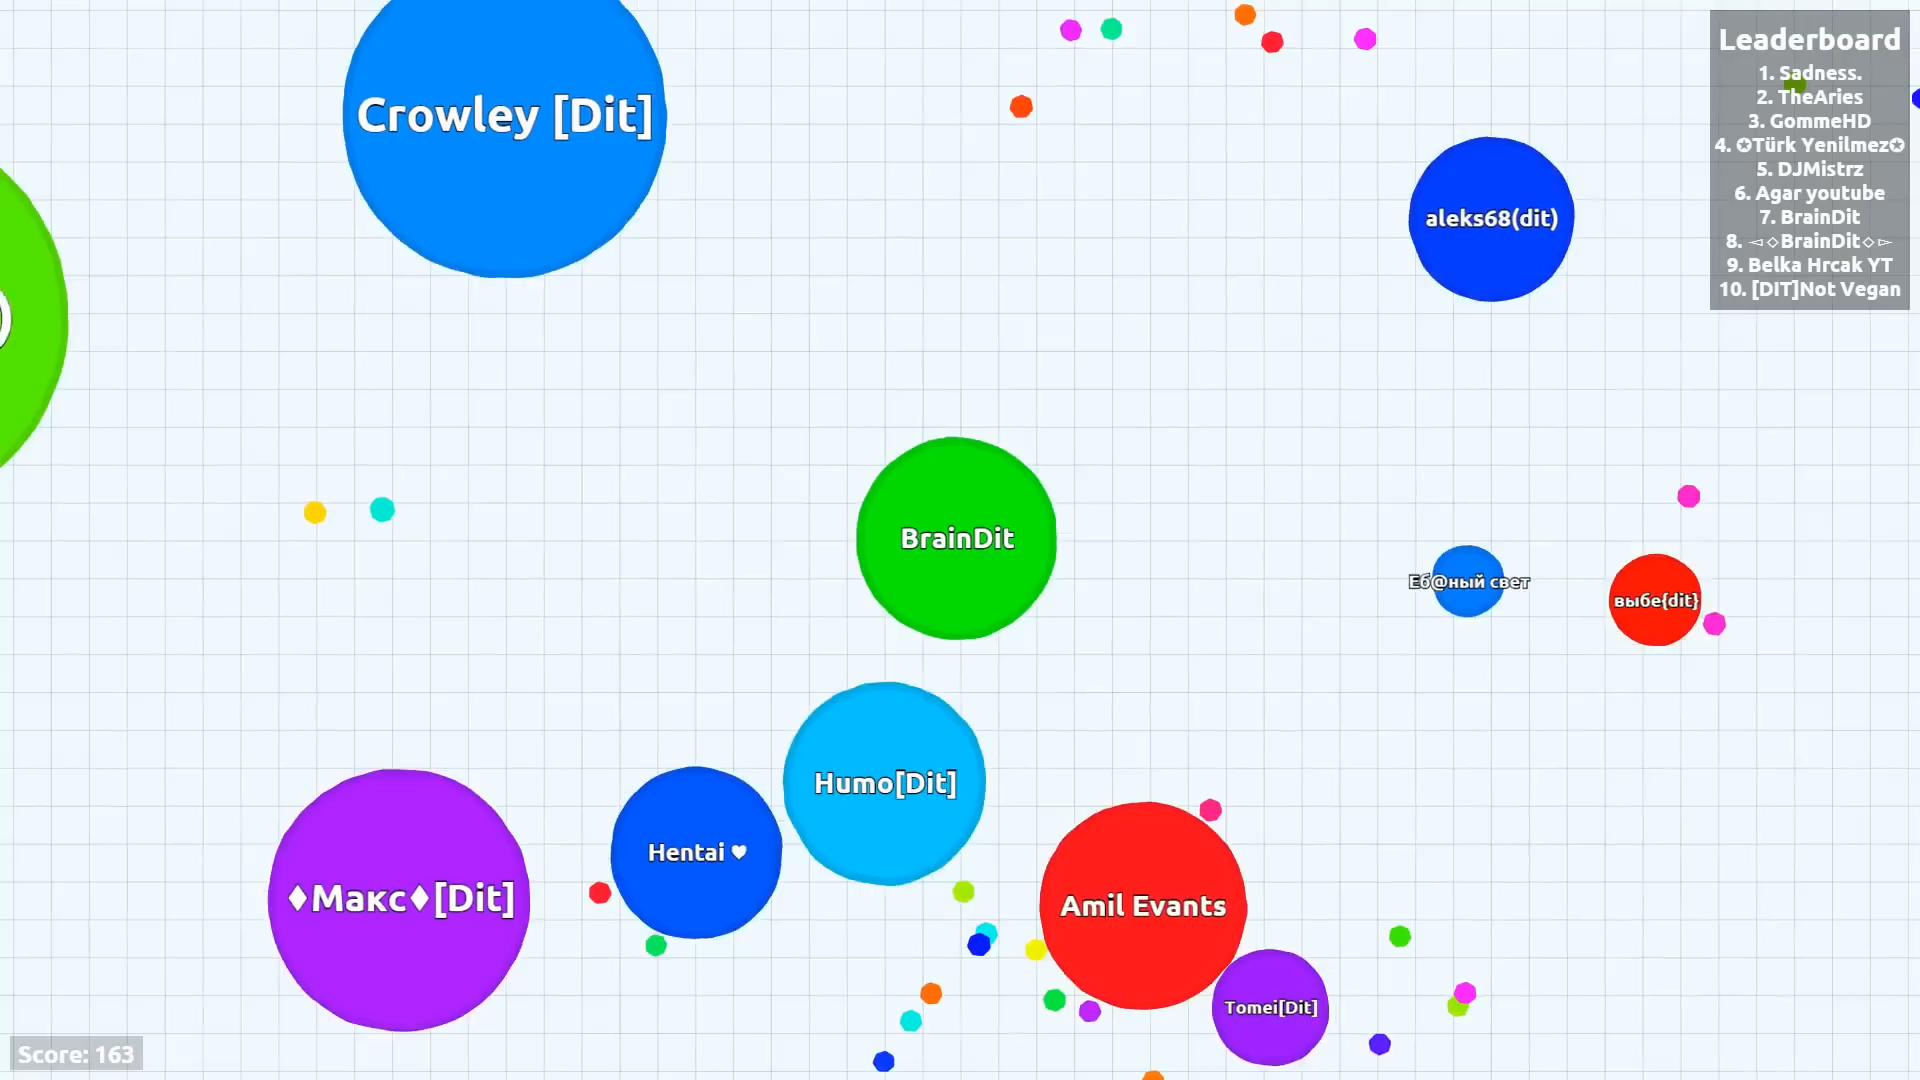 Crowley [Dit]
Leaderboard
1. Sadness.
2. TheAries
3. GommeHD
4. ✪Türk Yenilmez✪
5. DJMistrz
6. Agar youtube
7. BrainDit
8. ◅◇BrainDit◇▻
9. Belka Hrcak YT
10. [DIT]Not Vegan
aleks68(dit)
)
BrainDit
Еб@ный свет
выбе{dit}
Humo[Dit]
Hentai ♥
♦Макс♦[Dit]
Amil Evants
Tomei[Dit]
Score: 163